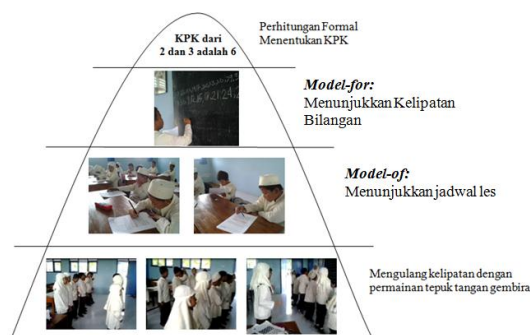 KPK dari
2 dan 3 adalah 6
Perhitungan Formal
Menentukan KPK
Model-for:
Menunjukkan Kelipatan
Bilangan
Model-of:
Menunjukkan jadwal les
Mengulang kelipatan dengan
permainan tepuk tangan gembira